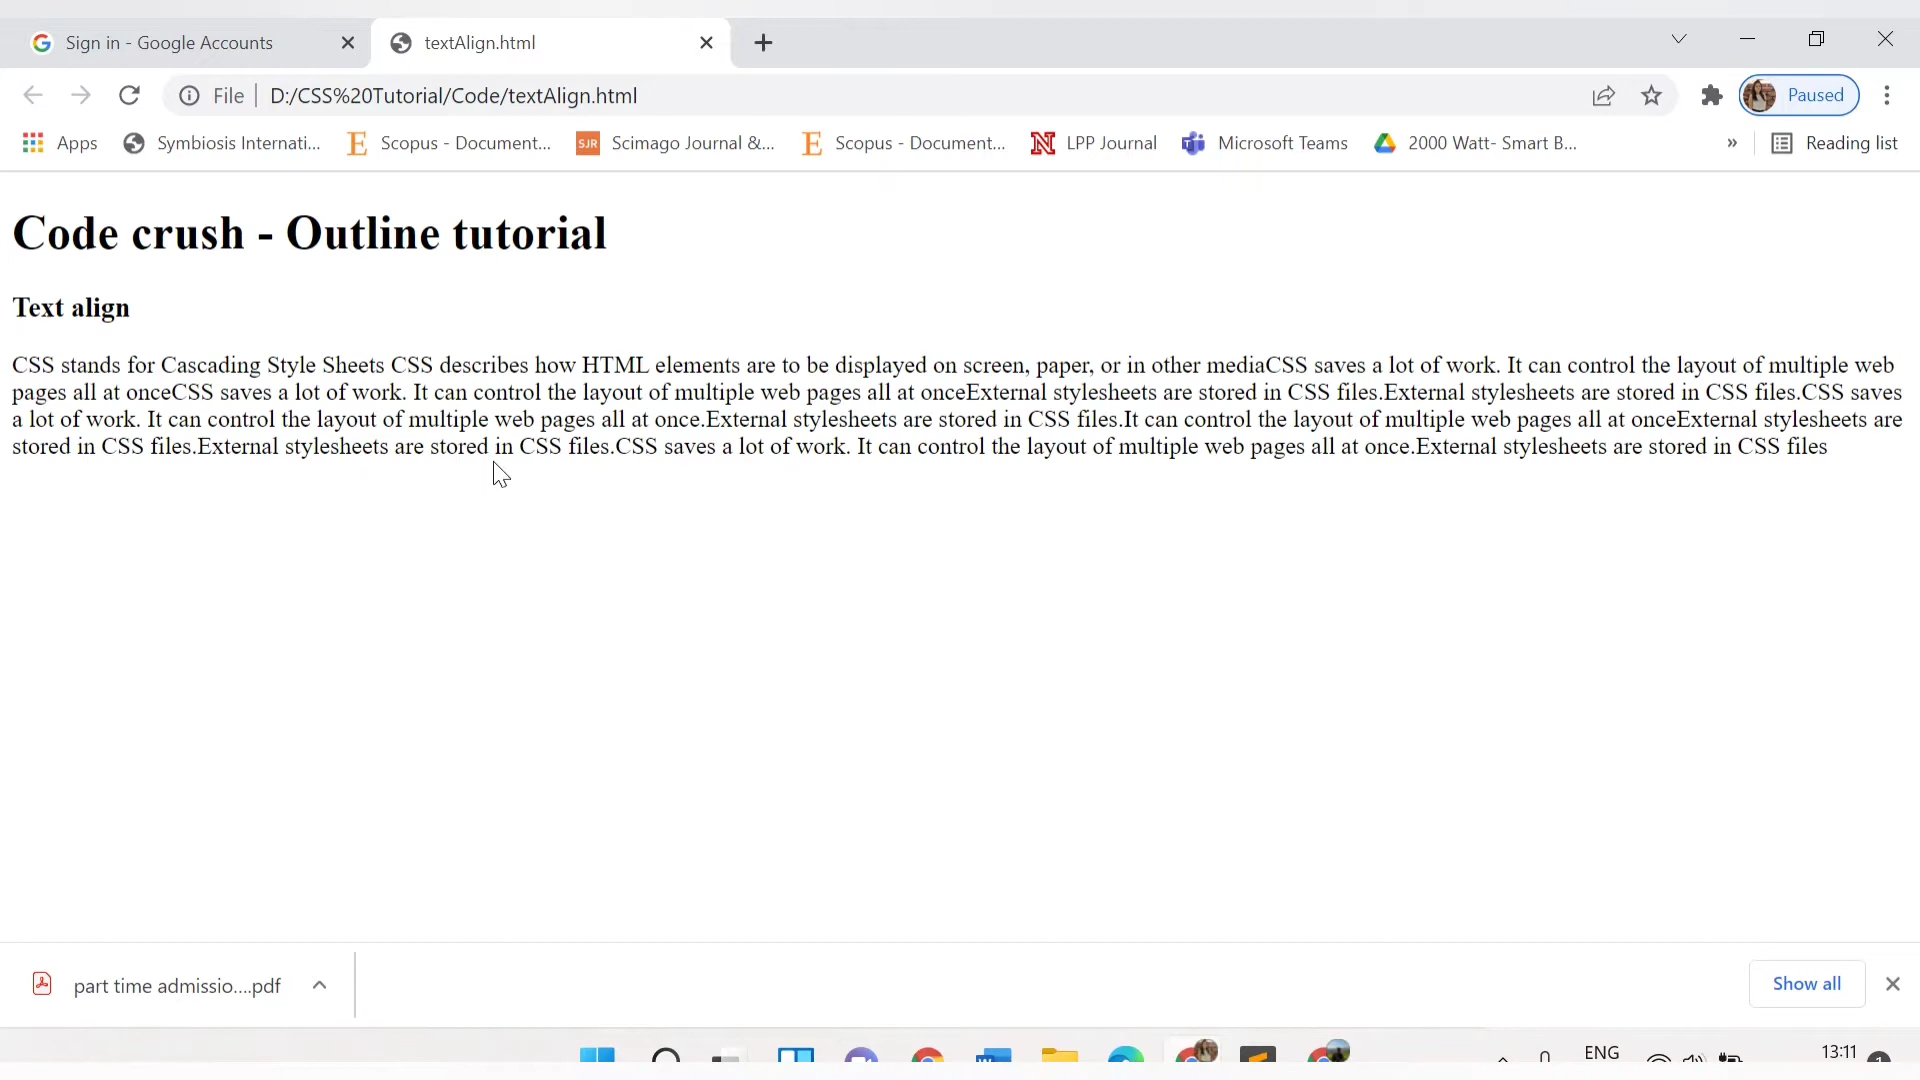 Sign in - Google Accounts
textAlign.html
File
D:/CSS%20Tutorial/Code/textAlign.html
Paused
Apps
Symbiosis Internati...
Scopus - Document...
SJR
Scimago Journal &...
Scopus - Document...
LPP Journal
Microsoft Teams
2000 Watt- Smart B...
»
Reading list
Code crush - Outline tutorial
Text align
CSS stands for Cascading Style Sheets CSS describes how HTML elements are to be displayed on screen, paper, or in other mediaCSS saves a lot of work. It can control the layout of multiple web
pages all at onceCSS saves a lot of work. It can control the layout of multiple web pages all at onceExternal stylesheets are stored in CSS files.External stylesheets are stored in CSS files.CSS saves
a lot of work. It can control the layout of multiple web pages all at once.External stylesheets are stored in CSS files.It can control the layout of multiple web pages all at onceExternal stylesheets are
stored in CSS files.External stylesheets are stored in CSS files.CSS saves a lot of work. It can control the layout of multiple web pages all at once.External stylesheets are stored in CSS files
part time admissio....pdf
Show all
ENG
13:11
1